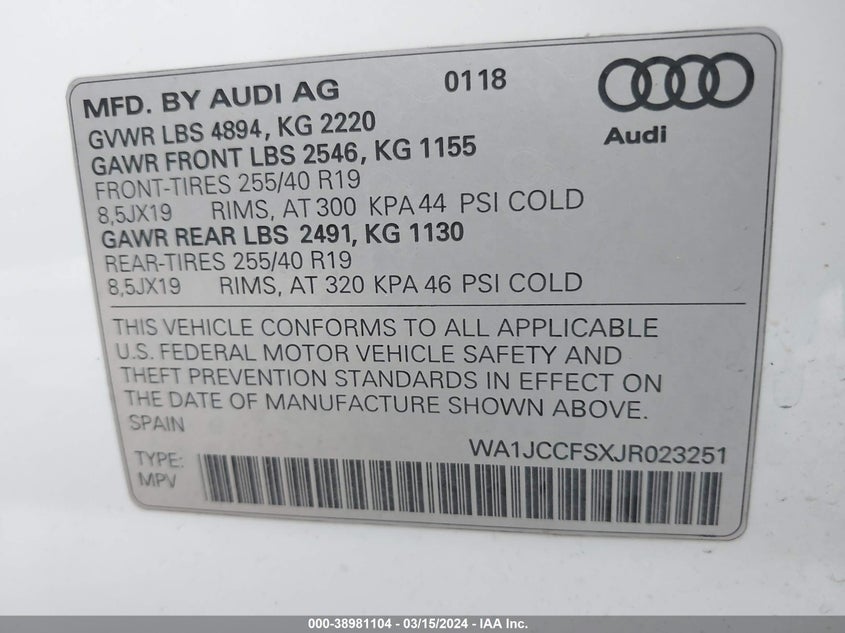 MFD. BY AUDI AG 0118
Audi
GVWR LBS 4894, KG 2220
GAWR FRONT LBS 2546, KG 1155
FRONT-TIRES 255/40 R19
8,5JX19 RIMS, AT 300 KPA 44 PSI COLD
GAWR REAR LBS 2491, KG 1130
REAR-TIRES 255/40 R19
8,5JX19 RIMS, AT 320 KPA 46 PSI COLD
THIS VEHICLE CONFORMS TO ALL APPLICABLE
U.S. FEDERAL MOTOR VEHICLE SAFETY AND
THEFT PREVENTION STANDARDS IN EFFECT ON
THE DATE OF MANUFACTURE SHOWN ABOVE.
SPAIN
WA1JCCFSXJR023251
TYPE:
MPV
000-38981104 - 03/15/2024 - IAA Inc.